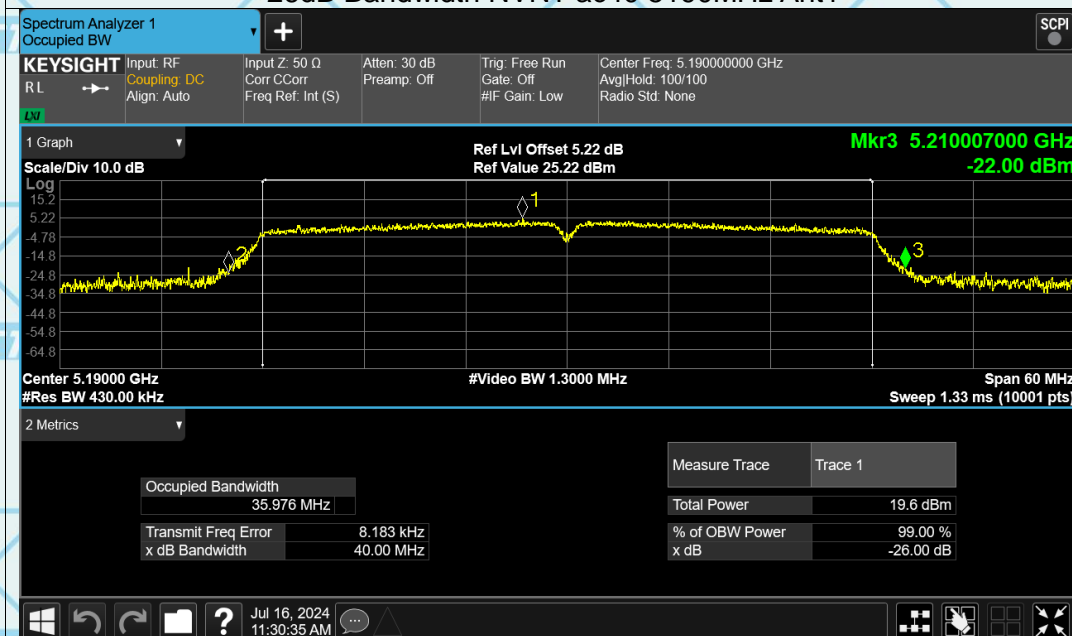 Spectrum Analyzer 1
Occupied BW
SCPI
KEYSIGHT
RL
LXI
Input: RF
Coupling: DC
Align: Auto
Input Z: 50 Ω
Corr CCorr
Freq Ref: Int (S)
Atten: 30 dB
Preamp: Off
Trig: Free Run
Gate: Off
#IF Gain: Low
Center Freq: 5.190000000 GHz
Avg|Hold: 100/100
Radio Std: None
1 Graph
Scale/Div 10.0 dB
Ref Lvl Offset 5.22 dB
Ref Value 25.22 dBm
Mkr3 5.210007000 GHz
-22.00 dBm
Log
15.2
5.22
-4.78
-14.8
-24.8
-34.8
-44.8
-54.8
-64.8
1
2
3
Center 5.19000 GHz
#Video BW 1.3000 MHz
Span 60 MHz
#Res BW 430.00 kHz
Sweep 1.33 ms (10001 pts)
2 Metrics
Occupied Bandwidth
35.976 MHz
Transmit Freq Error 8.183 kHz
x dB Bandwidth 40.00 MHz
Measure Trace Trace 1
Total Power 19.6 dBm
% of OBW Power 99.00 %
x dB -26.00 dB
Jul 16, 2024
11:30:35 AM